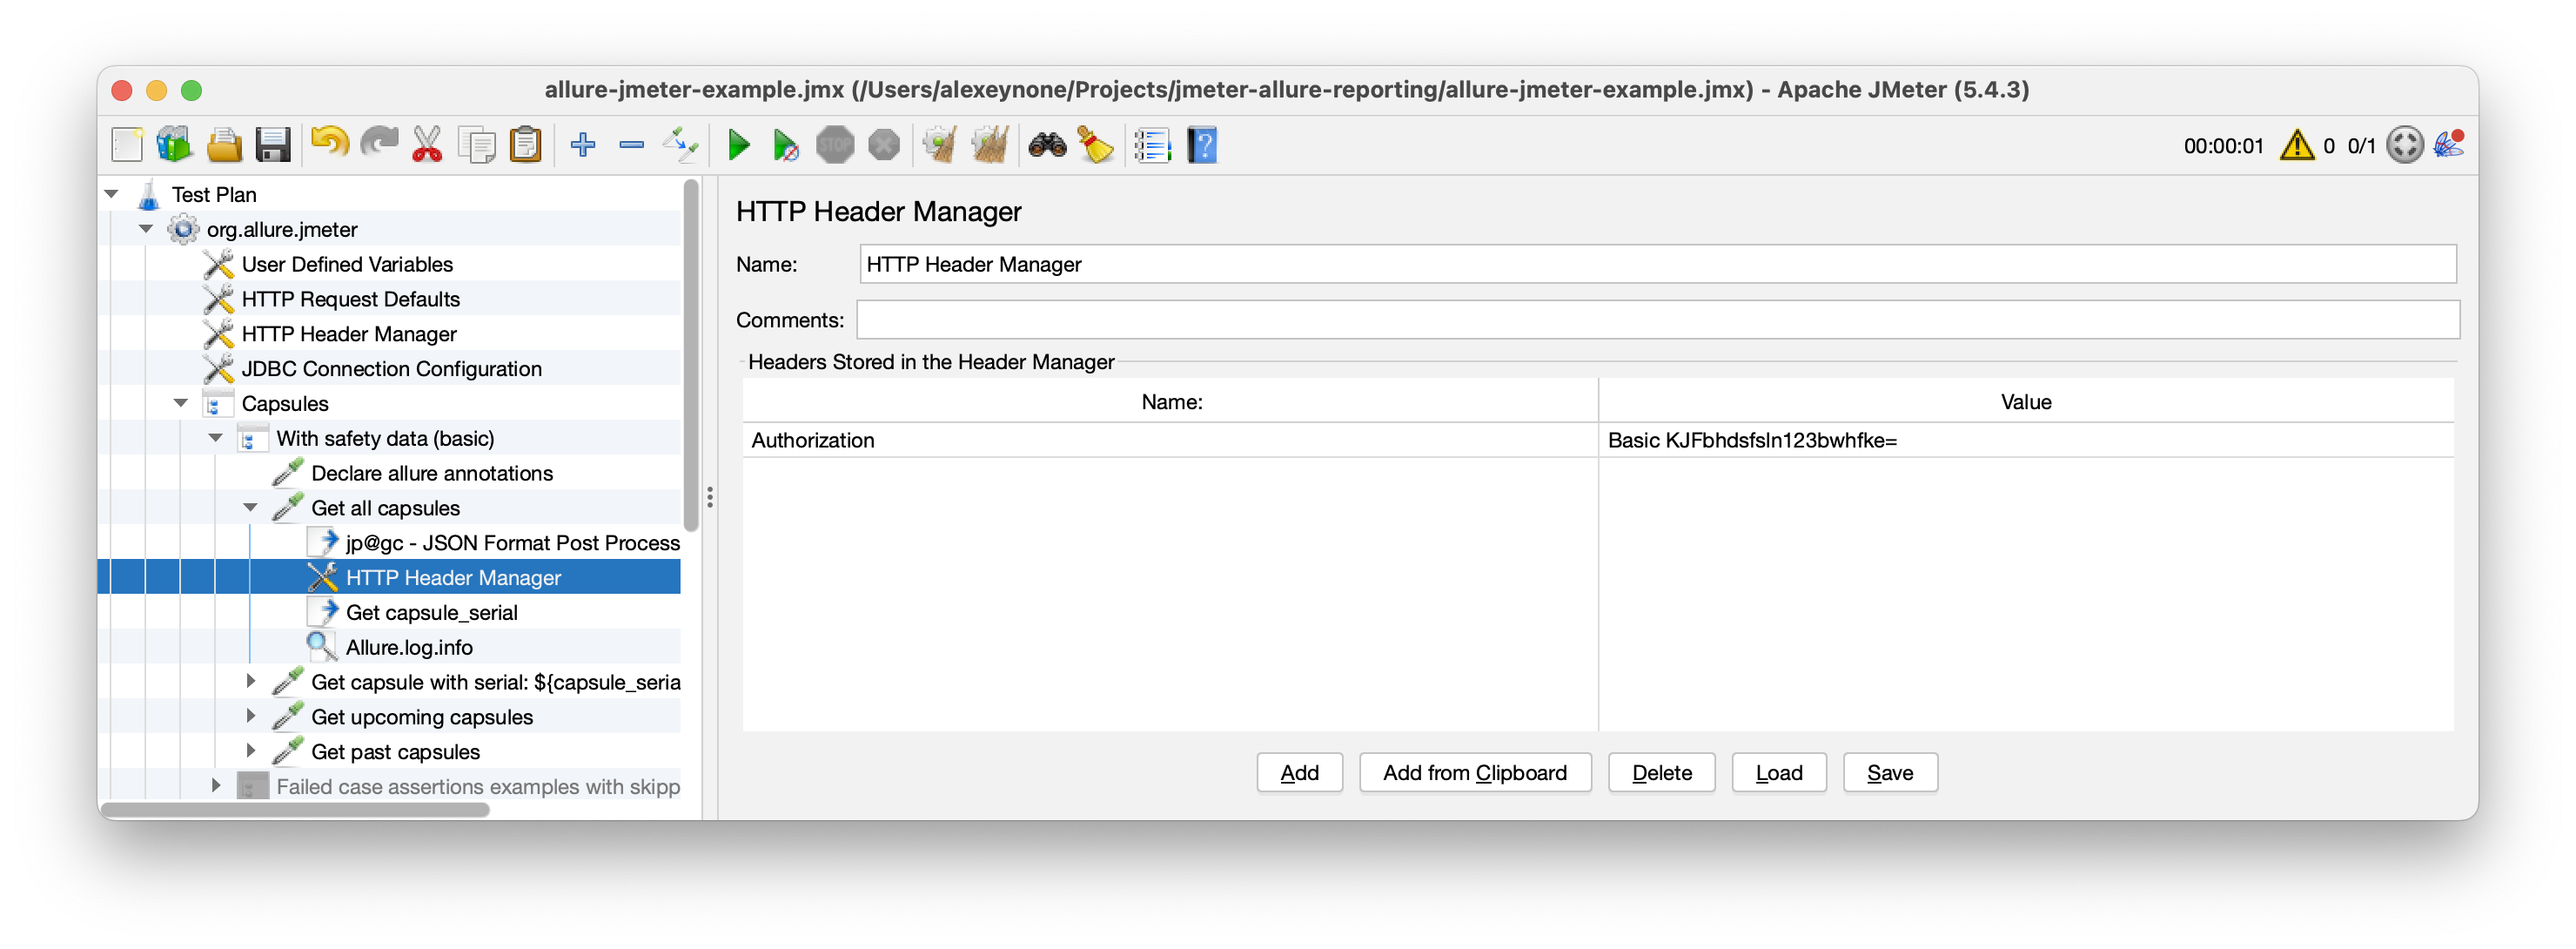 allure-jmeter-example.jmx (/Users/alexeynone/Projects/jmeter-allure-reporting/allure-jmeter-example.jmx) - Apache JMeter (5.4.3)
STOP
00:00:01 0 0/1
Test Plan
org.allure.jmeter
User Defined Variables
HTTP Request Defaults
HTTP Header Manager
JDBC Connection Configuration
Capsules
With safety data (basic)
Declare allure annotations
Get all capsules
jp@gc - JSON Format Post Process
HTTP Header Manager
Get capsule_serial
Allure.log.info
Get capsule with serial: ${capsule_seria
Get upcoming capsules
Get past capsules
Failed case assertions examples with skipp
HTTP Header Manager
Name: HTTP Header Manager
Comments:
Headers Stored in the Header Manager
Name: Value
Authorization Basic KJFbhdsfsln123bwhfke=
Add Add from Clipboard Delete Load Save